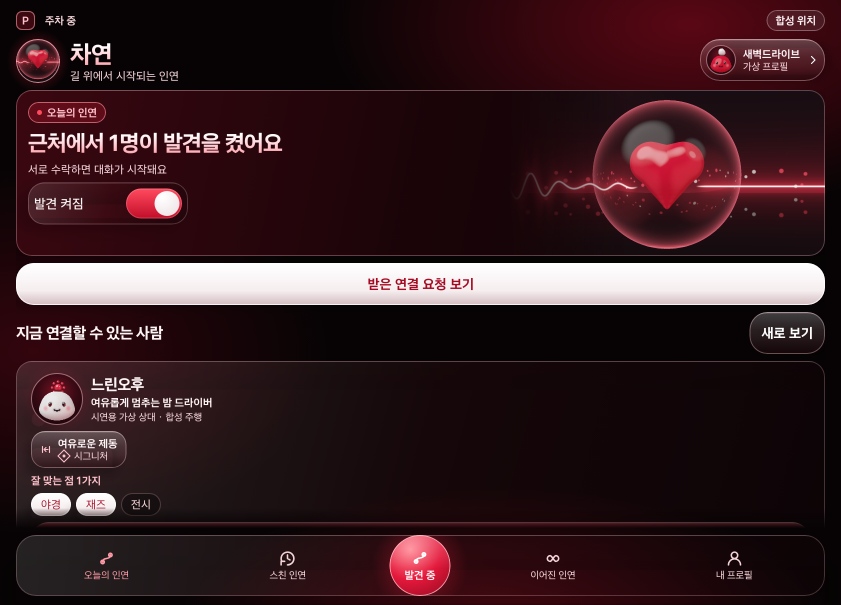 P 주차 중
합성 위치
차연
길 위에서 시작되는 인연
새벽드라이브
가상 프로필
오늘의 인연
근처에서 1명이 발견을 켰어요
서로 수락하면 대화가 시작돼요
발견 켜짐
받은 연결 요청 보기
지금 연결할 수 있는 사람
새로 보기
느린오후
여유롭게 멈추는 밤 드라이버
시연용 가상 상대 · 합성 주행
여유로운 제동
시그니처
잘 맞는 점 1가지
야경 재즈 전시
오늘의 인연
스친 인연
발견 중
이어진 인연
내 프로필